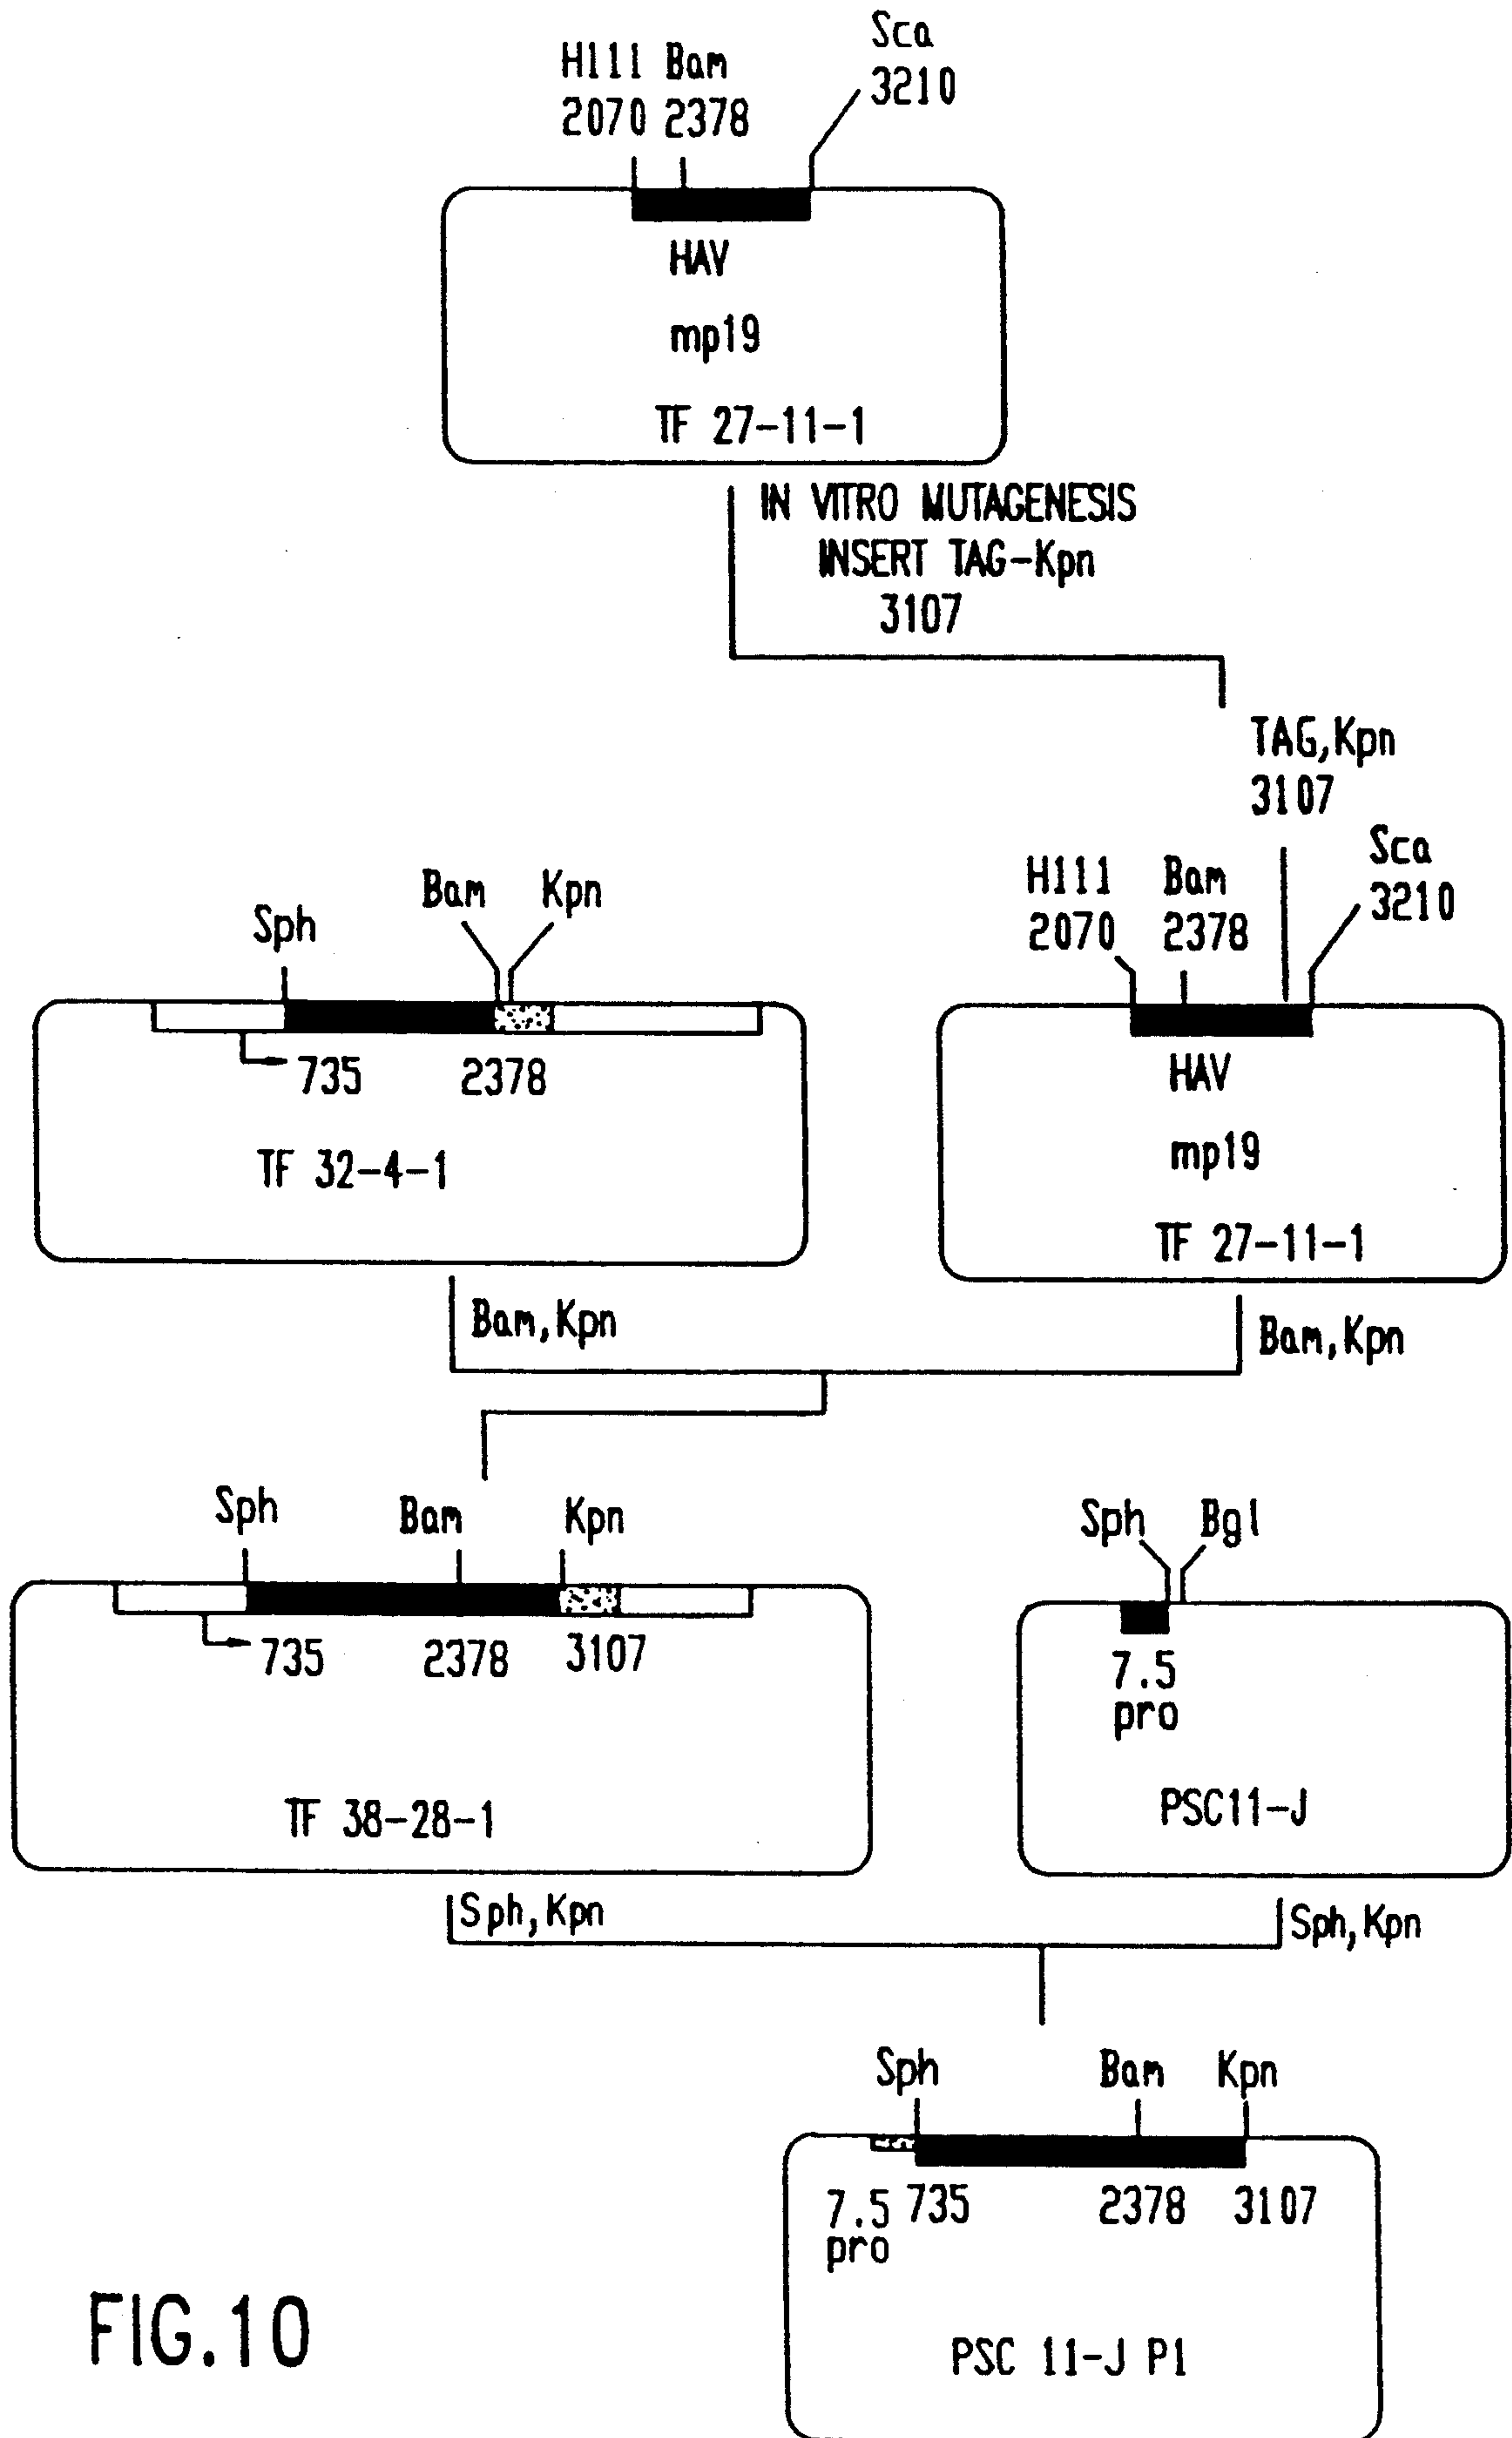 Sca
3210
H111 Bam
2070 2378
HAV
mp19
TF 27-11-1
IN VITRO MUTAGENESIS
INSERT TAG-Kpn
3107
TAG,Kpn
3107
Sca
3210
H111 Bam
2070 2378
Bam Kpn
Sph
735 2378
TF 32-4-1
HAV
mp19
TF 27-11-1
Bam,Kpn
Bam,Kpn
Sph Bam Kpn
735 2378 3107
TF 38-28-1
Sph Bgl
7.5
pro
PSC11-J
Sph,Kpn
Sph,Kpn
Sph Bam Kpn
7.5 735 2378 3107
pro
PSC 11-J P1
FIG.10